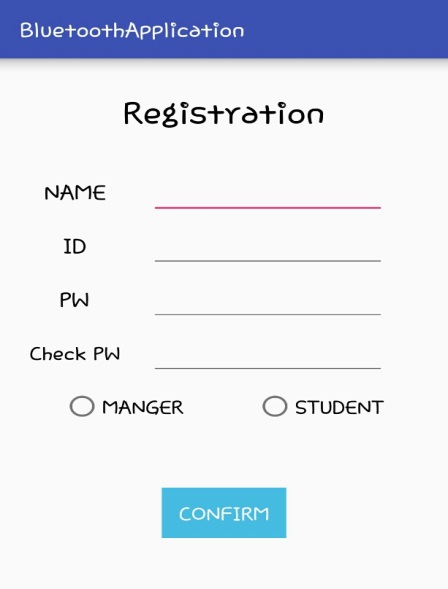 BluetoothApplication
Registration
NAME
ID
PW
Check PW
MANGER STUDENT
CONFIRM